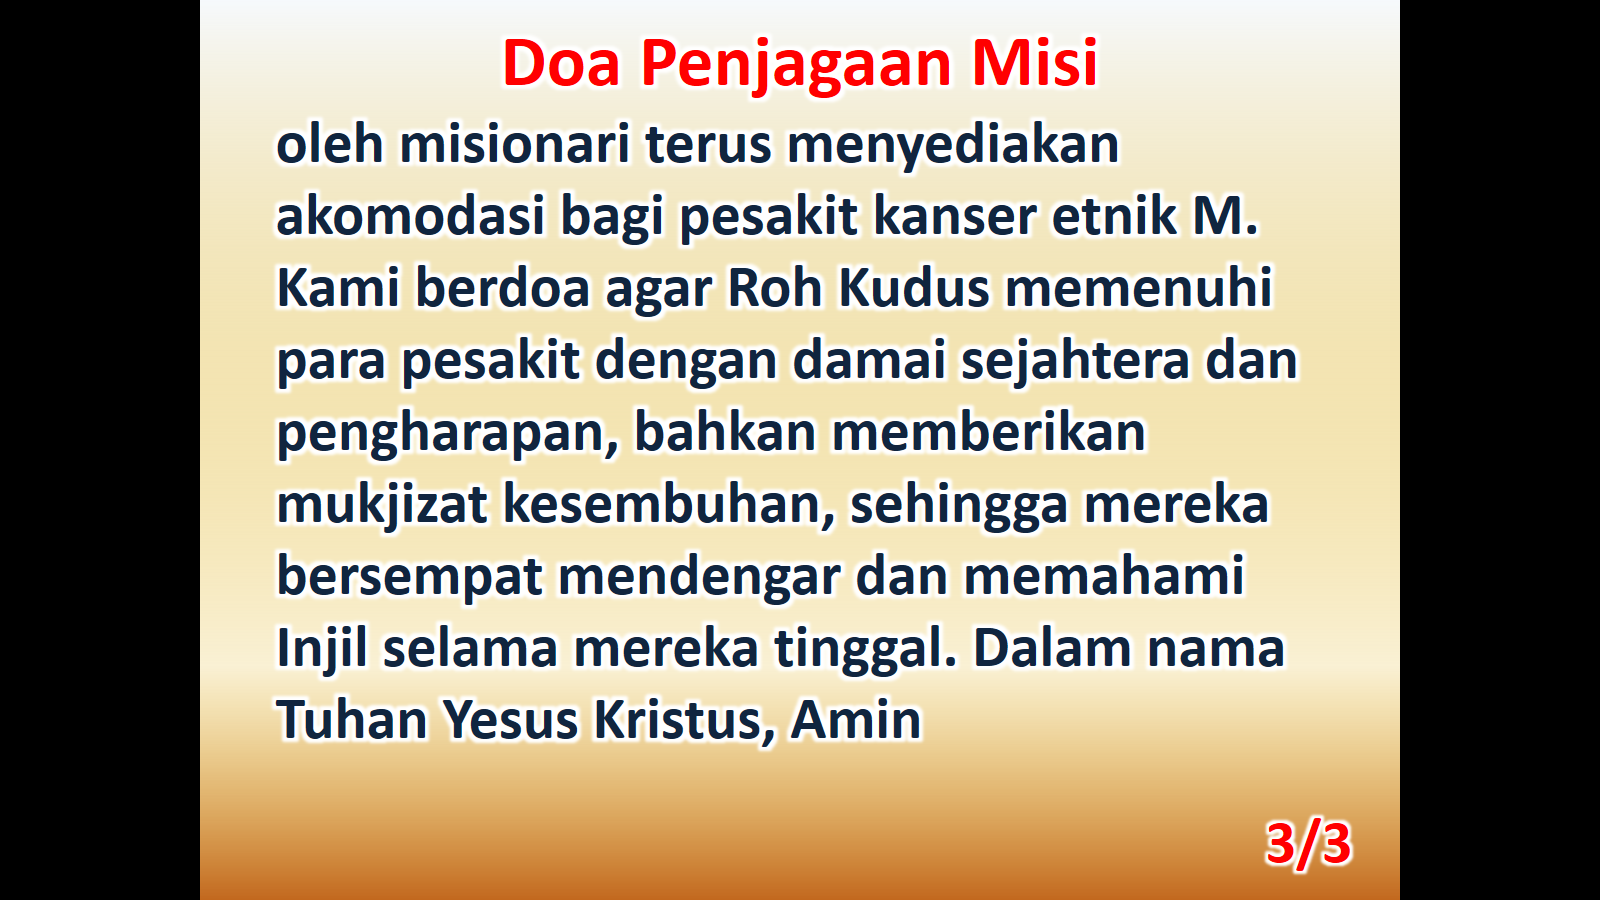 Doa Penjagaan Misi
oleh misionari terus menyediakan
akomodasi bagi pesakit kanser etnik M.
Kami berdoa agar Roh Kudus memenuhi
para pesakit dengan damai sejahtera dan
pengharapan, bahkan memberikan
mukjizat kesembuhan, sehingga mereka
bersempat mendengar dan memahami
Injil selama mereka tinggal. Dalam nama
Tuhan Yesus Kristus, Amin
3/3